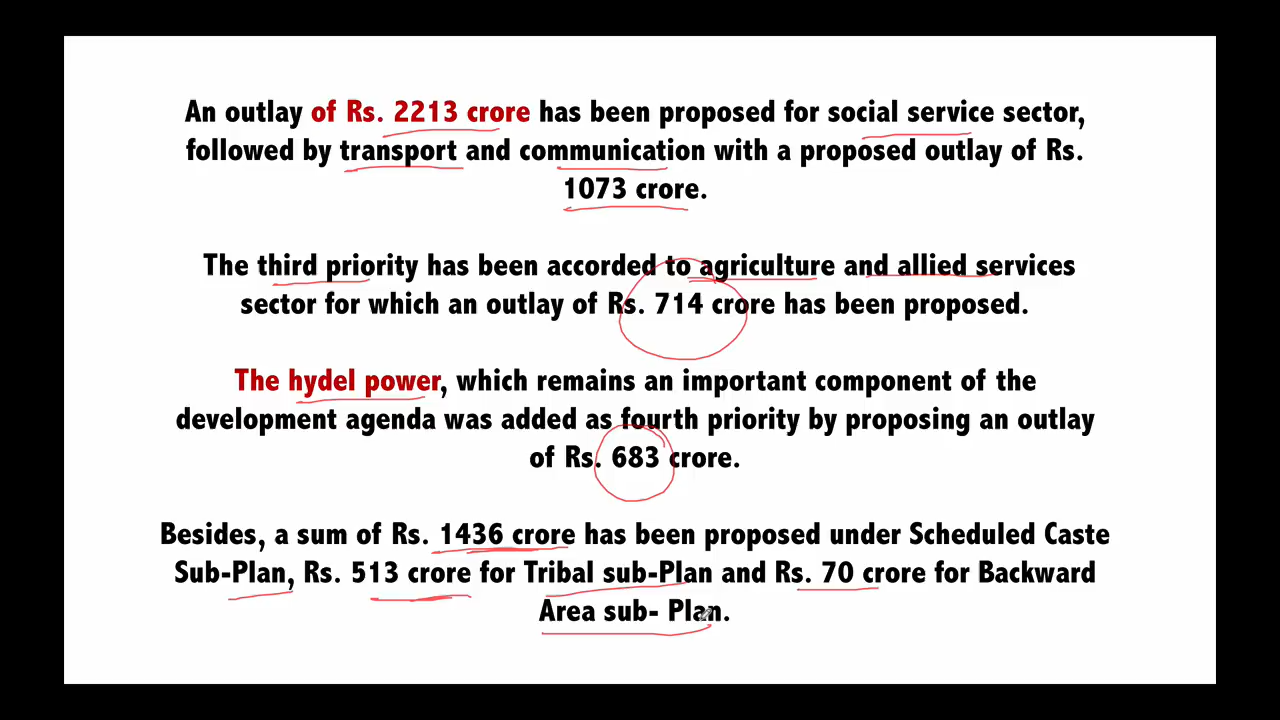 An outlay of Rs. 2213 crore has been proposed for social service sector,
followed by transport and communication with a proposed outlay of Rs.
1073 crore.
The third priority has been accorded to agriculture and allied services
sector for which an outlay of Rs. 714 crore has been proposed.
The hydel power, which remains an important component of the
development agenda was added as fourth priority by proposing an outlay
of Rs. 683 crore.
Besides, a sum of Rs. 1436 crore has been proposed under Scheduled Caste
Sub-Plan, Rs. 513 crore for Tribal sub-Plan and Rs. 70 crore for Backward
Area sub- Plan.